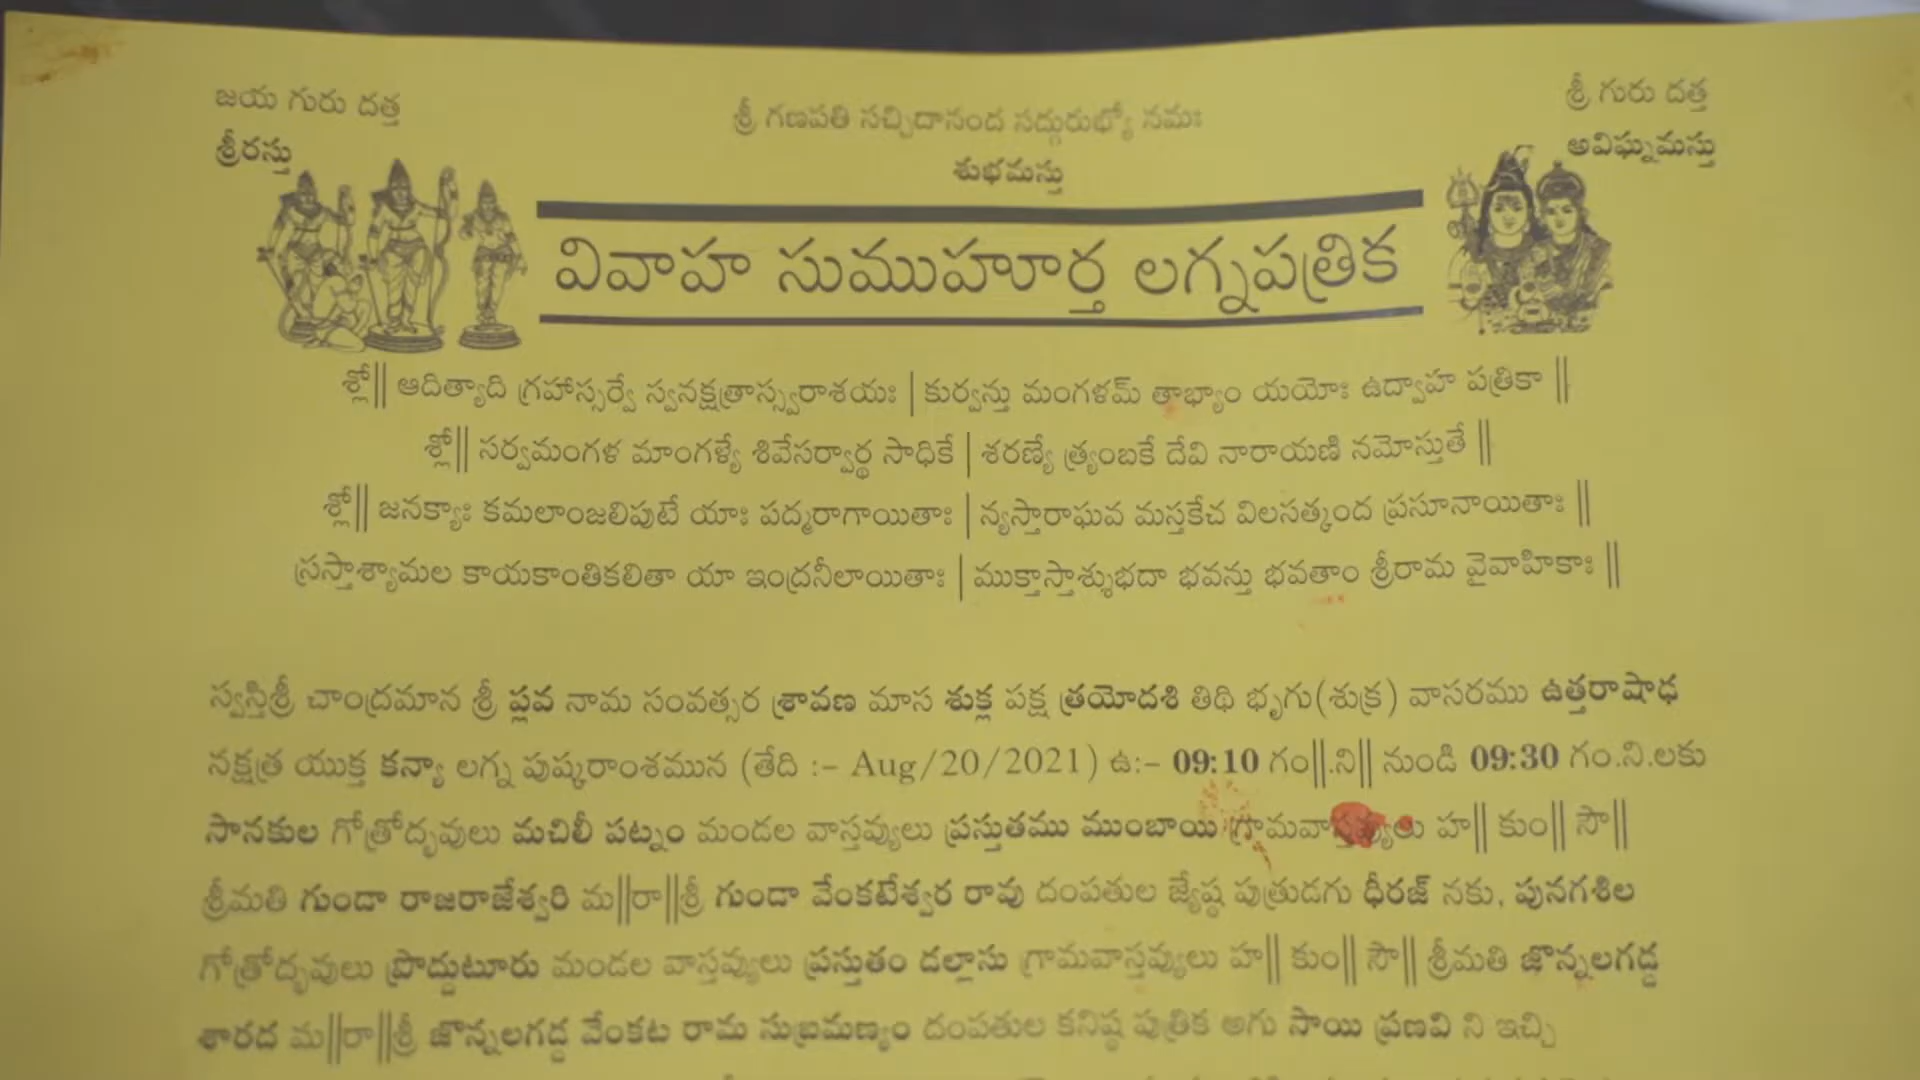 జయ గురు దత్త
శ్రీ గణపతి సచ్చిదానంద సద్గురుభ్యో నమః
శ్రీ గురు దత్త
శ్రీరస్తు
శుభమస్తు
అవిఘ్నమస్తు
వివాహ సుముహూర్త లగ్నపత్రిక
శ్లో|| ఆదిత్యాది గ్రహాస్సర్వే స్వనక్షత్రాస్స్వరాశయః | కుర్వన్తు మంగళమ్ తాభ్యాం యయోః ఉద్వాహ పత్రికా ||
శ్లో|| సర్వమంగళ మాంగళ్యే శివేసర్వార్థ సాధికే | శరణ్యే త్ర్యంబకే దేవి నారాయణి నమోస్తుతే ||
శ్లో|| జనక్యాః కమలాంజలిపుటే యాః పద్మరాగాయితాః | న్యస్తారాఘవ మస్తకేచ విలసత్కుంద ప్రసూనాయితాః ||
స్రస్తాశ్యామల కాయకాంతికలితా యా ఇంద్రనీలాయితాః | ముక్తాస్తాశ్శుభదా భవన్తు భవతాం శ్రీరామ వైవాహికాః ||
స్వస్తిశ్రీ చాంద్రమాన శ్రీ ప్లవ నామ సంవత్సర శ్రావణ మాస శుక్ల పక్ష త్రయోదశి తిథి భృగు(శుక్ర) వాసరము ఉత్తరాషాఢ
నక్షత్ర యుక్త కన్యా లగ్న పుష్కరాంశమున (తేది :- Aug/20/2021) ఉ:- 09:10 గం||.ని|| నుండి 09:30 గం.ని.లకు
సానకుల గోత్రోద్భవులు మచిలీ పట్నం మండల వాస్తవ్యులు ప్రస్తుతము ముంబాయి గ్రామవాస్తవ్యులు హ|| కుం|| సౌ||
శ్రీమతి గుండా రాజరాజేశ్వరి మ||రా||శ్రీ గుండా వేంకటేశ్వర రావు దంపతుల జ్యేష్ఠ పుత్రుడగు ధీరజ్ నకు, పునగశిల
గోత్రోద్భవులు ప్రొద్దుటూరు మండల వాస్తవ్యులు ప్రస్తుతం డల్లాసు గ్రామవాస్తవ్యులు హ|| కుం|| సౌ|| శ్రీమతి జొన్నలగడ్డ
శారద మ||రా||శ్రీ జొన్నలగడ్డ వేంకట రామ సుబ్రమణ్యం దంపతుల కనిష్ఠ పుత్రిక అగు సాయి ప్రణవి ని ఇచ్చి